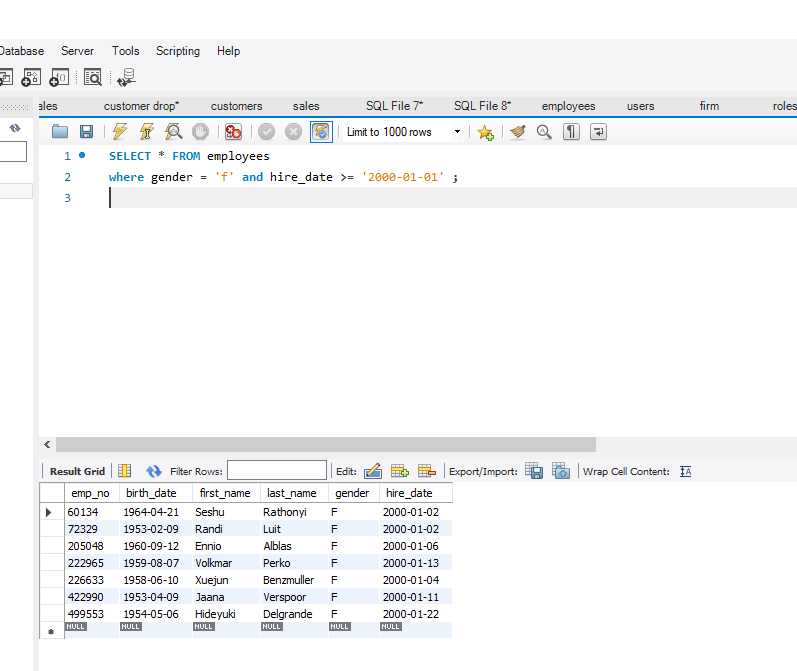 Database Server Tools Scripting Help
ales customer drop* customers sales SQL File 7* SQL File 8* employees users firm roles
Limit to 1000 rows
1 SELECT * FROM employees
2 where gender = 'f' and hire_date >= '2000-01-01' ;
3
Result Grid Filter Rows: Edit: Export/Import: Wrap Cell Content:
emp_no birth_date first_name last_name gender hire_date
60134 1964-04-21 Seshu Rathonyi F 2000-01-02
72329 1953-02-09 Randi Luit F 2000-01-02
205048 1960-09-12 Ennio Alblas F 2000-01-06
222965 1959-08-07 Volkmar Perko F 2000-01-13
226633 1958-06-10 Xuejun Benzmuller F 2000-01-04
422990 1953-04-09 Jaana Verspoor F 2000-01-11
499553 1954-05-06 Hideyuki Delgrande F 2000-01-22
NULL NULL NULL NULL NULL NULL